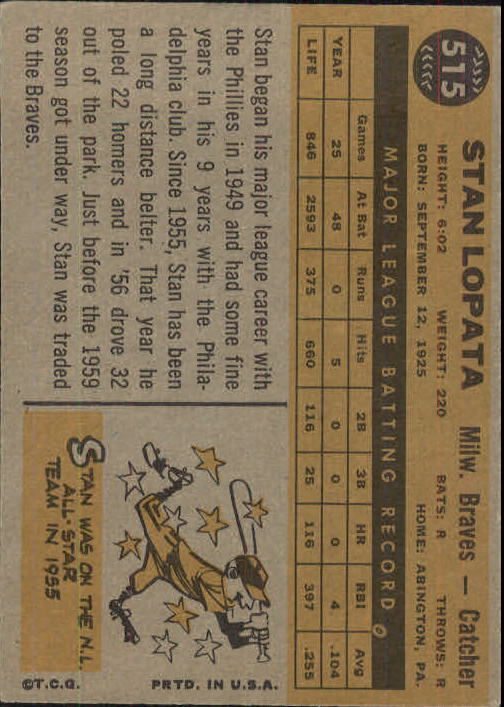 515
STAN LOPATA Milw. Braves — Catcher
HEIGHT: 6:02 WEIGHT: 220 BATS: R THROWS: R
BORN: SEPTEMBER 12, 1925 HOME: ABINGTON, PA.
MAJOR LEAGUE BATTING RECORD
Games At Bat Runs Hits 2B 3B HR RBI Avg
YEAR 25 48 0 5 0 0 0 4 .104
LIFE 846 2593 375 660 116 25 116 397 .255
Stan began his major league career with
the Phillies in 1949 and had some fine
years in his 9 years with the Phila-
delphia club. Since 1955, Stan has been
a long distance belter. That year he
poled 22 homers and in '56 drove 32
out of the park. Just before the 1959
season got under way, Stan was traded
to the Braves.
STAN WAS ON THE N.L.
ALL-STAR
TEAM IN 1955
©T.C.G. PRTD. IN U.S.A.